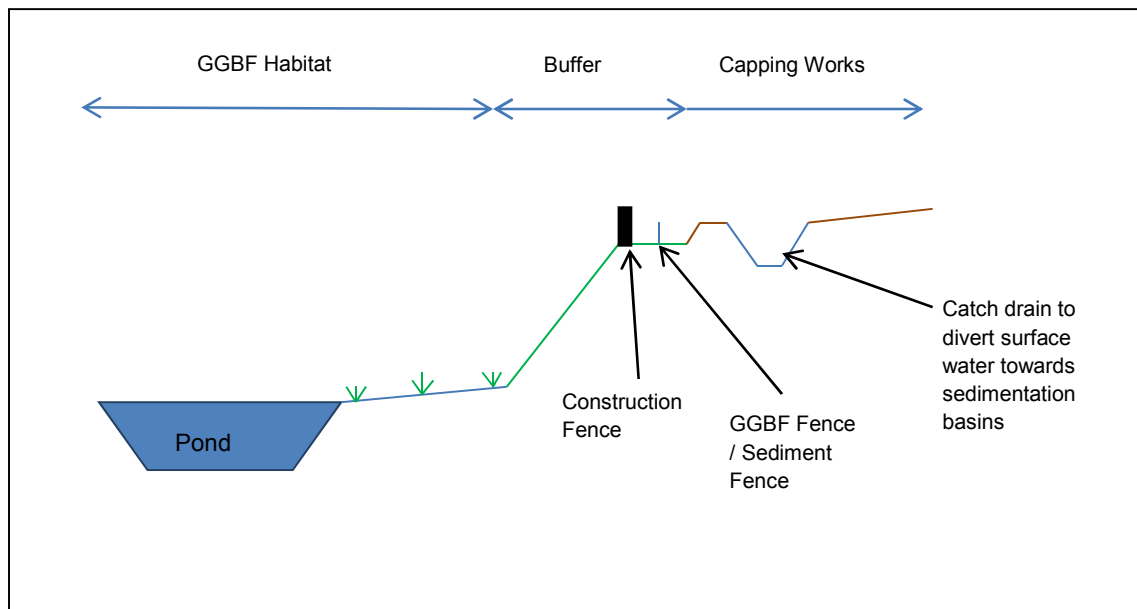 GGBF Habitat
Buffer
Capping Works
Pond
Construction
Fence
GGBF Fence
/ Sediment
Fence
Catch drain to
divert surface
water towards
sedimentation
basins